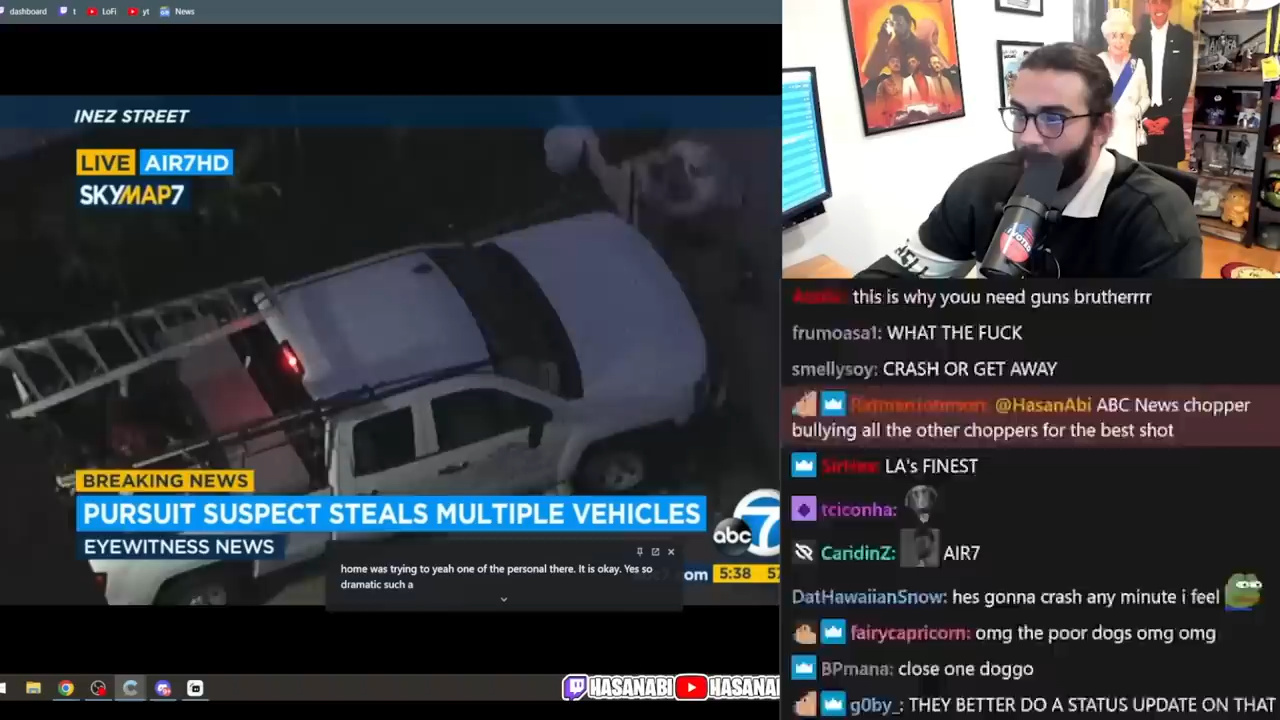 dashboard
t
LoFi
yt
News
INEZ STREET
LIVE AIR7HD
SKYMAP7
BREAKING NEWS
PURSUIT SUSPECT STEALS MULTIPLE VEHICLES
EYEWITNESS NEWS
abc 7
.com 5:38
home was trying to yeah one of the personal there. It is okay. Yes so
dramatic such a
HASANABI HASANA
this is why youu need guns brutherrrr
frumoasa1: WHAT THE FUCK
smellysoy: CRASH OR GET AWAY
@HasanAbi ABC News chopper
bullying all the other choppers for the best shot
LA's FINEST
tciconha:
CaridinZ: AIR7
DatHawaiianSnow: hes gonna crash any minute i feel
fairycapricorn: omg the poor dogs omg omg
BPmana: close one doggo
g0by_: THEY BETTER DO A STATUS UPDATE ON THAT